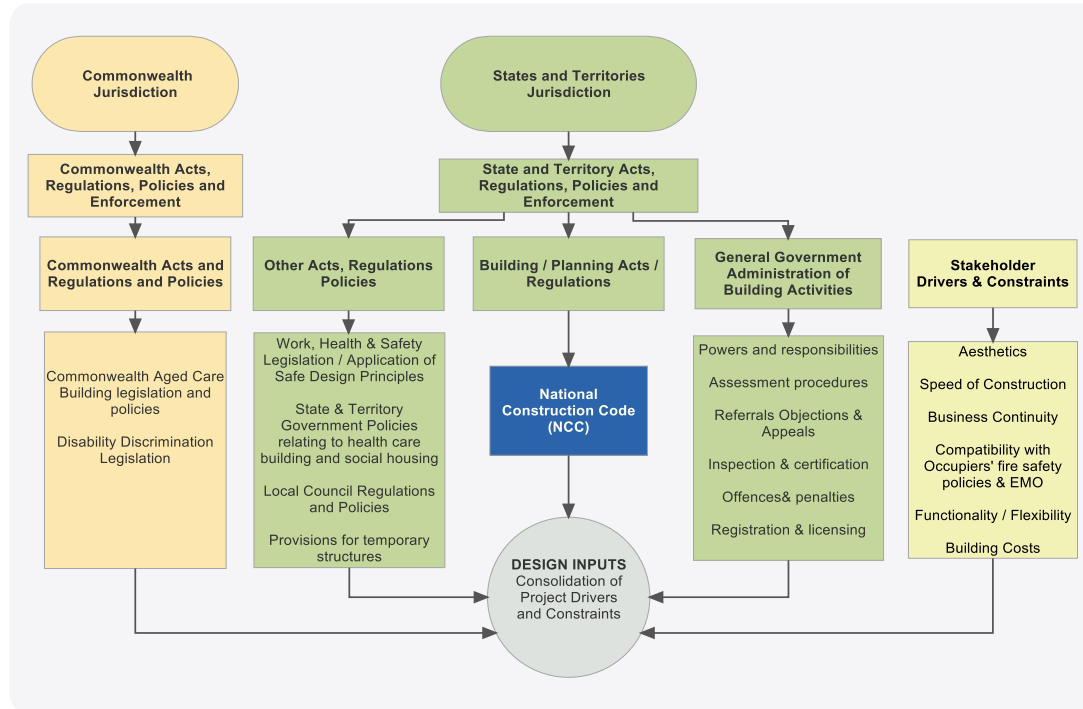 Commonwealth
Jurisdiction
States and Territories
Jurisdiction
Commonwealth Acts,
Regulations, Policies and
Enforcement
State and Territory Acts,
Regulations, Policies and
Enforcement
Commonwealth Acts and
Regulations and Policies
Other Acts, Regulations
Policies
Building / Planning Acts /
Regulations
General Government
Administration of
Building Activities
Stakeholder
Drivers & Constraints
Commonwealth Aged Care
Building legislation and
policies
Disability Discrimination
Legislation
Work, Health & Safety
Legislation / Application of
Safe Design Principles
State & Territory
Government Policies
relating to health care
building and social housing
Local Council Regulations
and Policies
Provisions for temporary
structures
National
Construction Code
(NCC)
Powers and responsibilities
Assessment procedures
Referrals Objections &
Appeals
Inspection & certification
Offences& penalties
Registration & licensing
Aesthetics
Speed of Construction
Business Continuity
Compatibility with
Occupiers' fire safety
policies & EMO
Functionality / Flexibility
Building Costs
DESIGN INPUTS
Consolidation of
Project Drivers
and Constraints